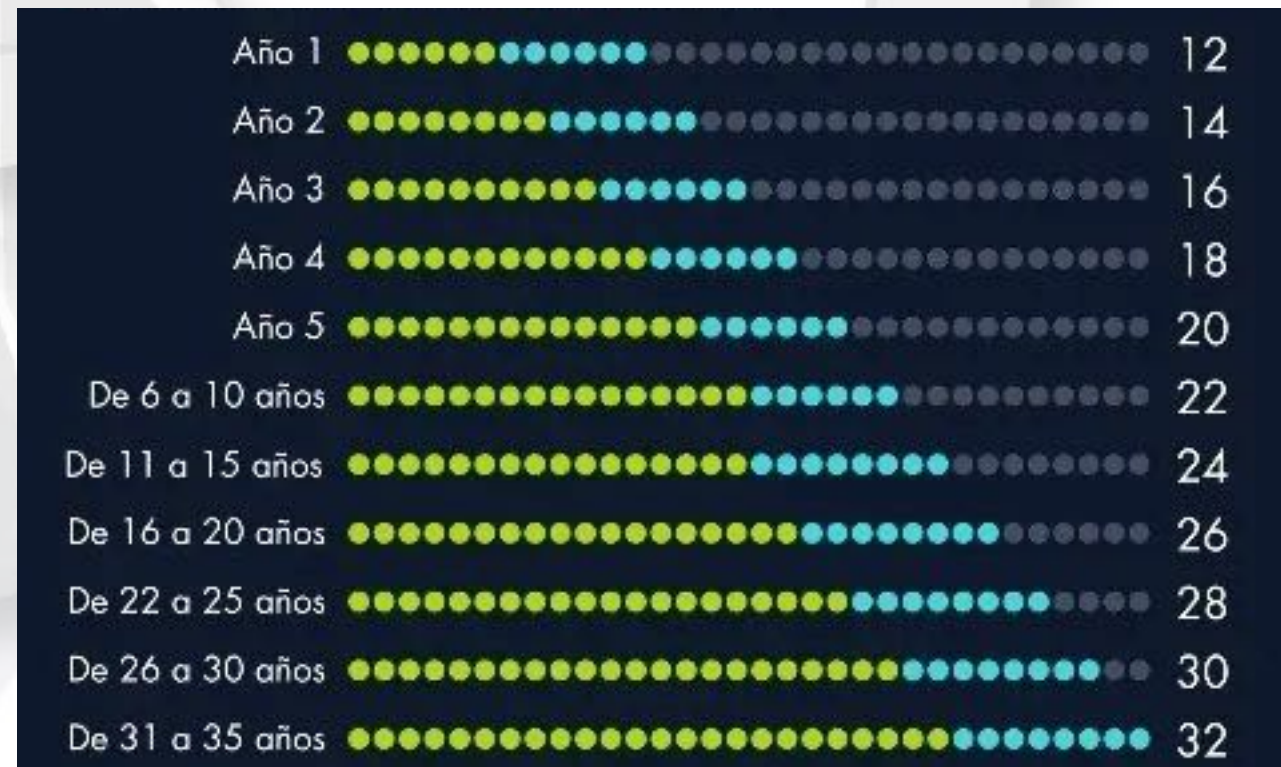 Año 1 12
Año 2 14
Año 3 16
Año 4 18
Año 5 20
De 6 a 10 años 22
De 11 a 15 años 24
De 16 a 20 años 26
De 22 a 25 años 28
De 26 a 30 años 30
De 31 a 35 años 32